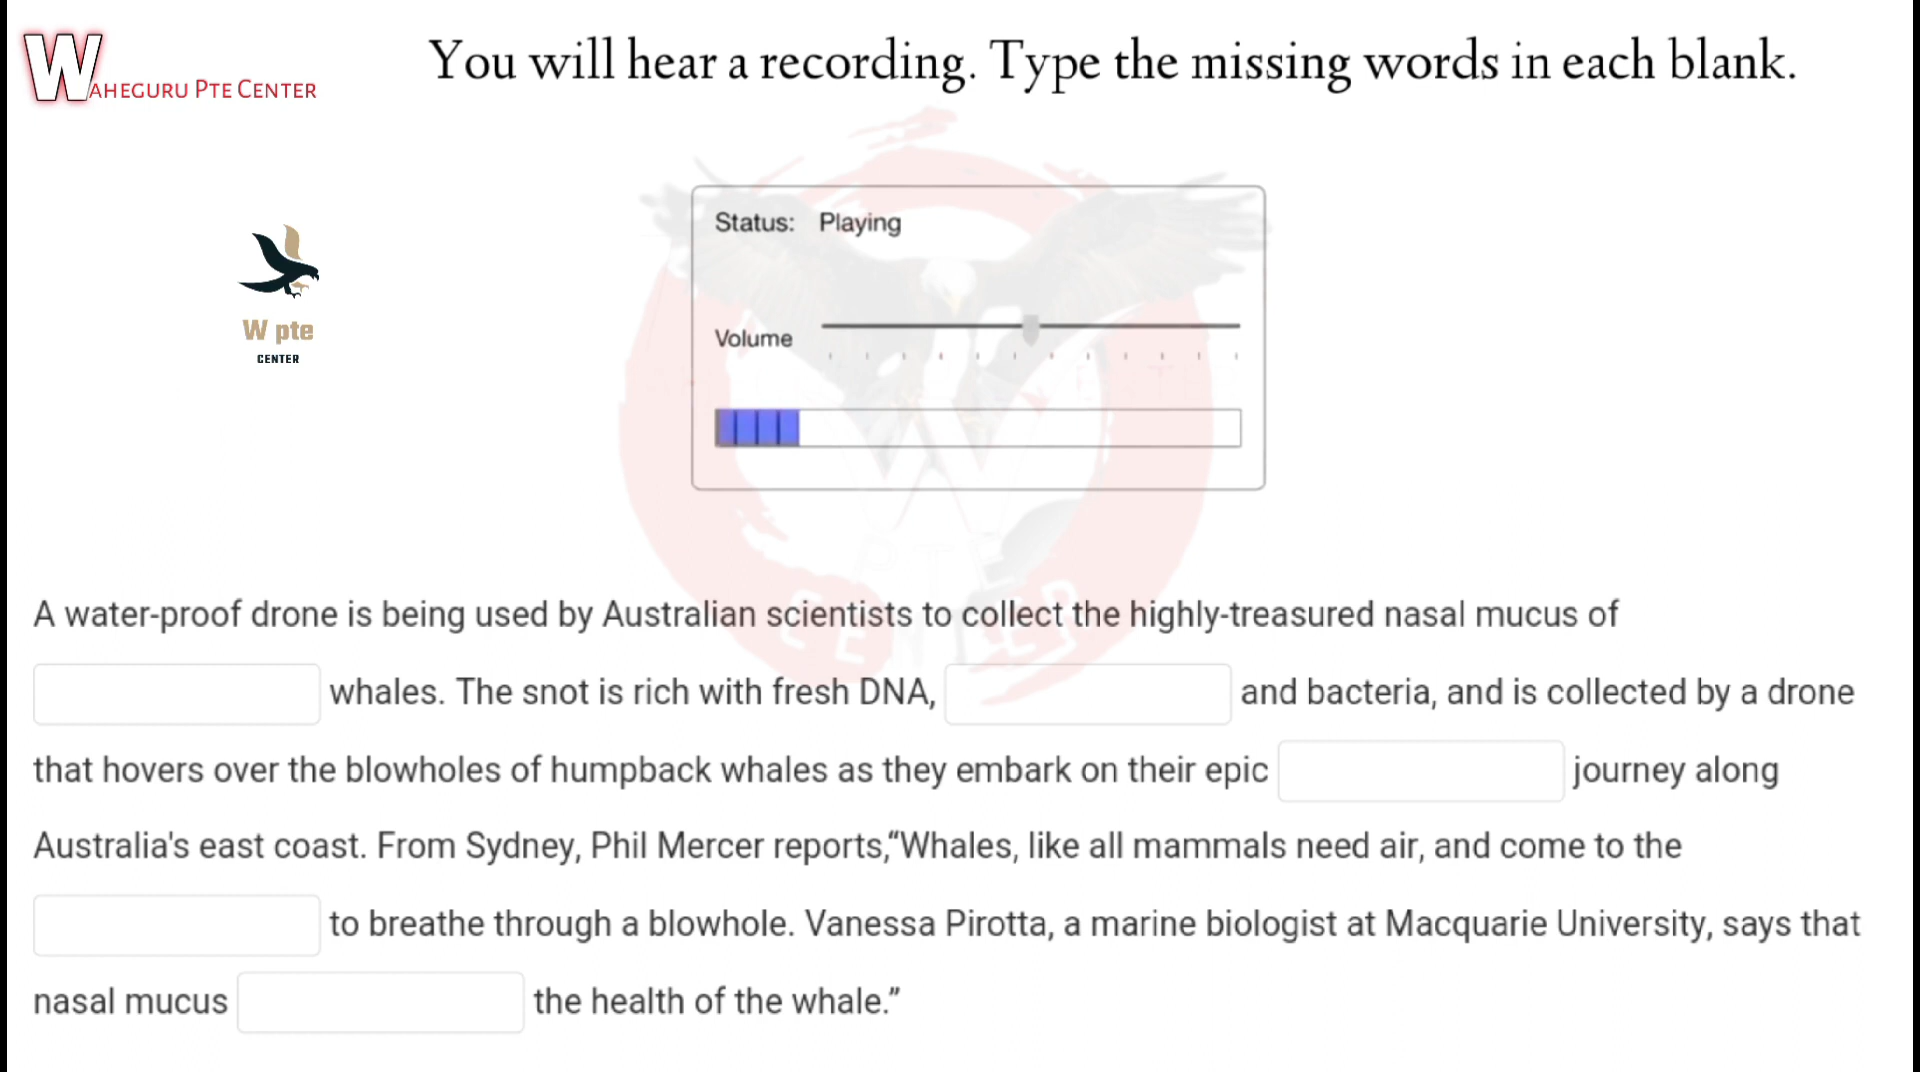 WAHEGURU PTE CENTER
You will hear a recording. Type the missing words in each blank.
Status: Playing
W pte
CENTER
Volume
PTE
CENTER
A water-proof drone is being used by Australian scientists to collect the highly-treasured nasal mucus of
whales. The snot is rich with fresh DNA, and bacteria, and is collected by a drone
that hovers over the blowholes of humpback whales as they embark on their epic journey along
Australia's east coast. From Sydney, Phil Mercer reports,“Whales, like all mammals need air, and come to the
to breathe through a blowhole. Vanessa Pirotta, a marine biologist at Macquarie University, says that
nasal mucus the health of the whale.”